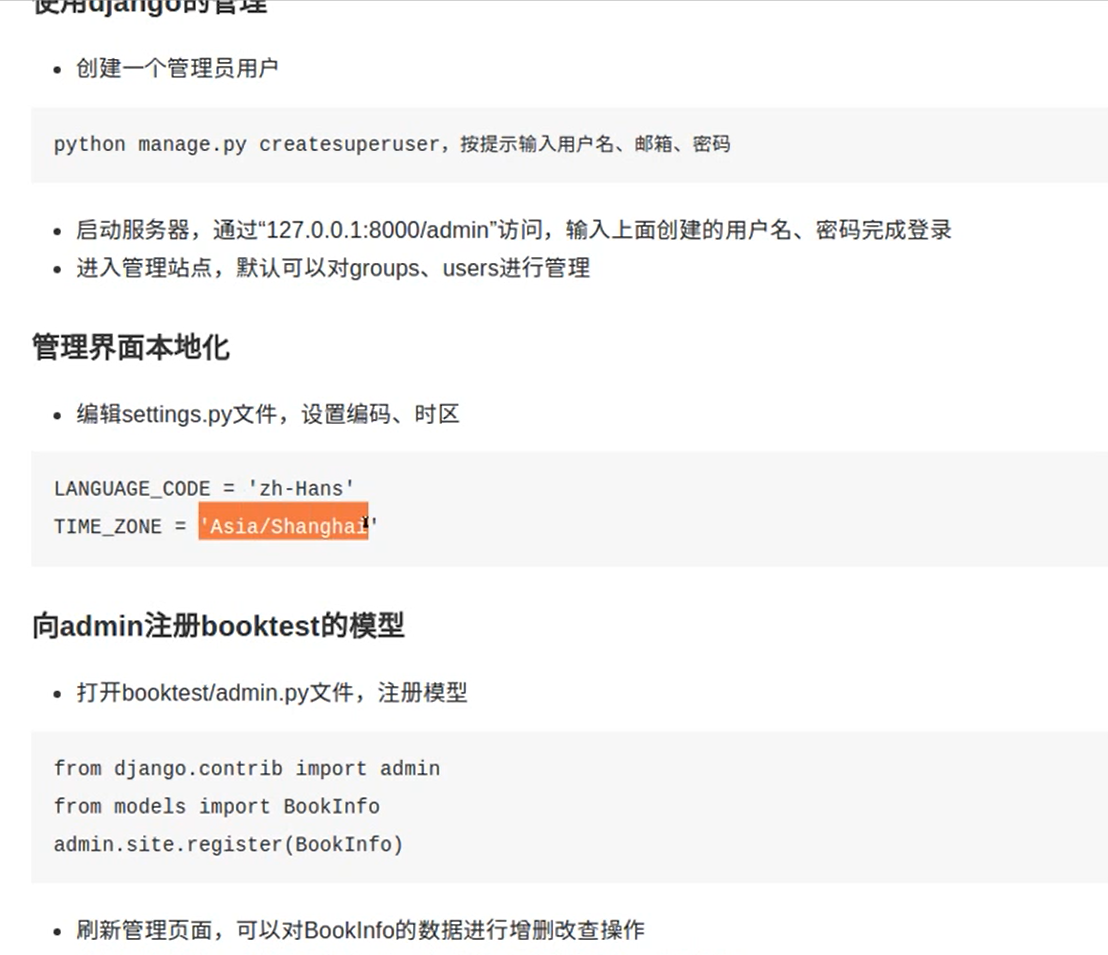 使用django的管理
创建一个管理员用户
python manage.py createsuperuser，按提示输入用户名、邮箱、密码
启动服务器，通过“127.0.0.1:8000/admin”访问，输入上面创建的用户名、密码完成登录
进入管理站点，默认可以对groups、users进行管理
管理界面本地化
编辑settings.py文件，设置编码、时区
LANGUAGE_CODE = 'zh-Hans'
TIME_ZONE = 'Asia/Shanghai'
向admin注册booktest的模型
打开booktest/admin.py文件，注册模型
from django.contrib import admin
from models import BookInfo
admin.site.register(BookInfo)
刷新管理页面，可以对BookInfo的数据进行增删改查操作